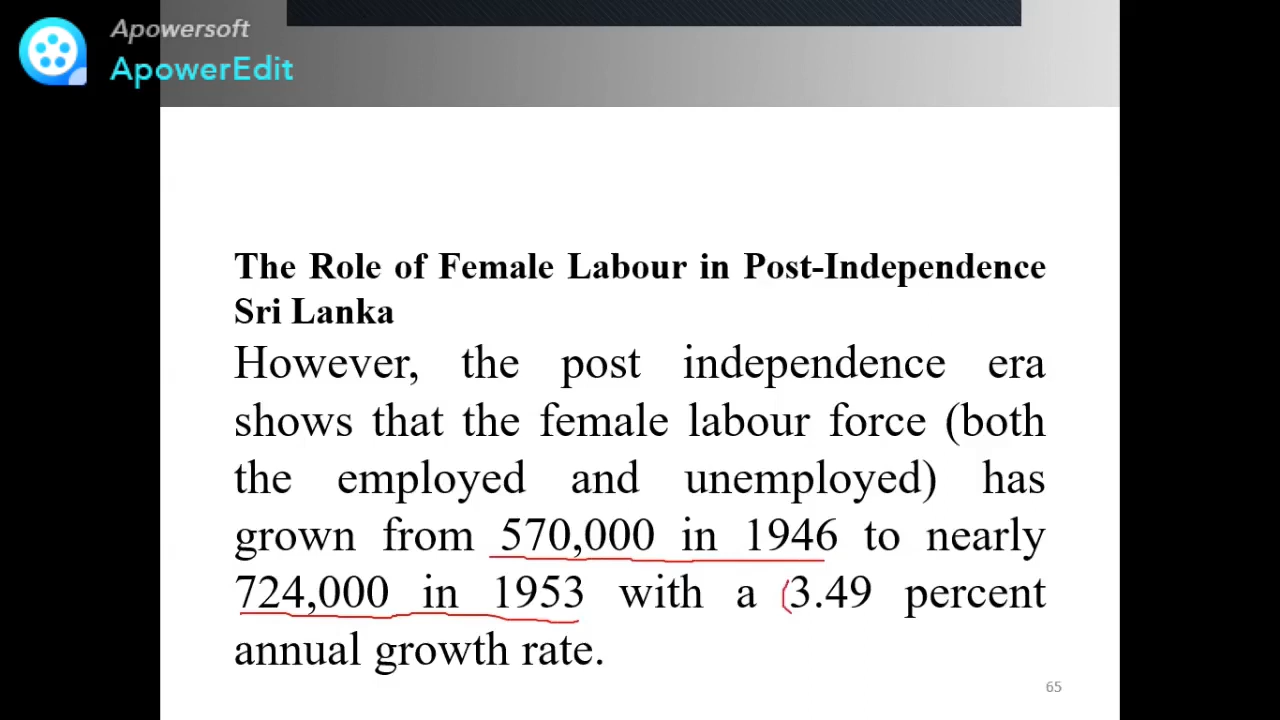 Apowersoft
ApowerEdit
The Role of Female Labour in Post-Independence
Sri Lanka
However, the post independence era
shows that the female labour force (both
the employed and unemployed) has
grown from 570,000 in 1946 to nearly
724,000 in 1953 with a 3.49 percent
annual growth rate.
65